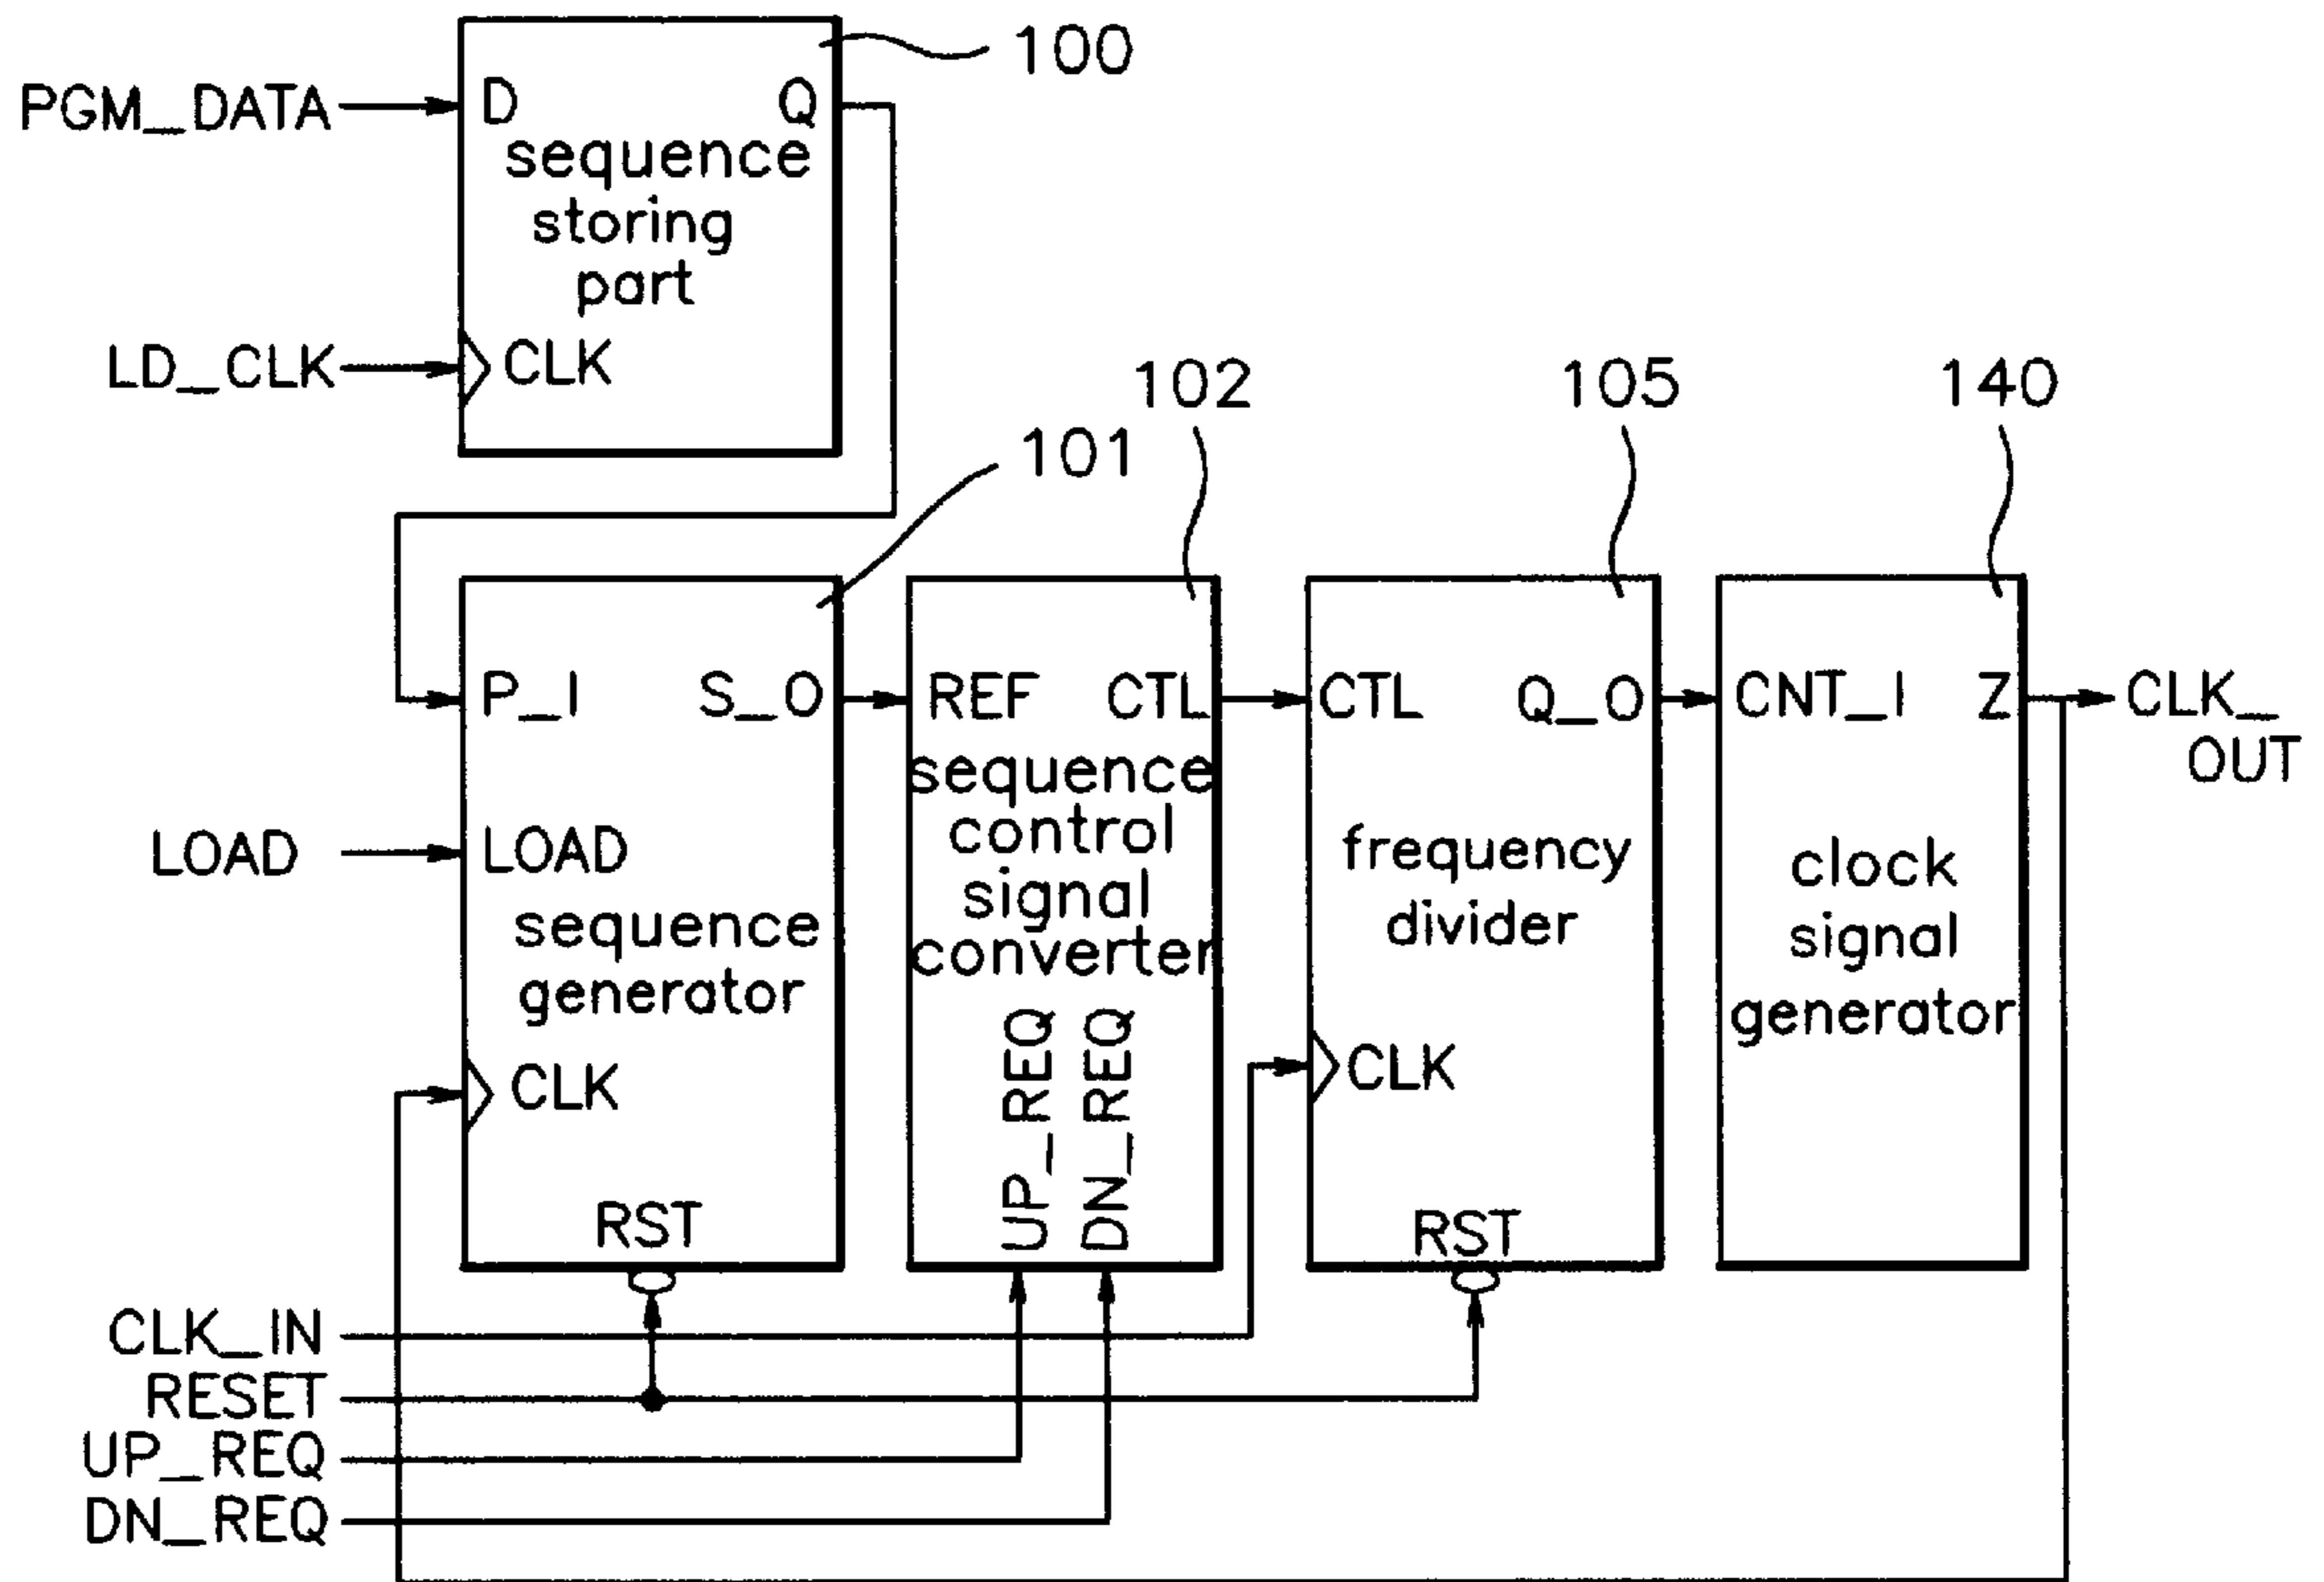 100
PGM_DATA
D
Q
sequence
storing
part
LD_CLK
CLK
102
105
140
101
P_I
S_O
REF
CTL
CTL
Q_O
CNT_I
Z
CLK_
OUT
LOAD
LOAD
sequence
generator
sequence
control
signal
converter
frequency
divider
clock
signal
generator
CLK
UP_REQ
DN_REQ
CLK
RST
RST
CLK_IN
RESET
UP_REQ
DN_REQ